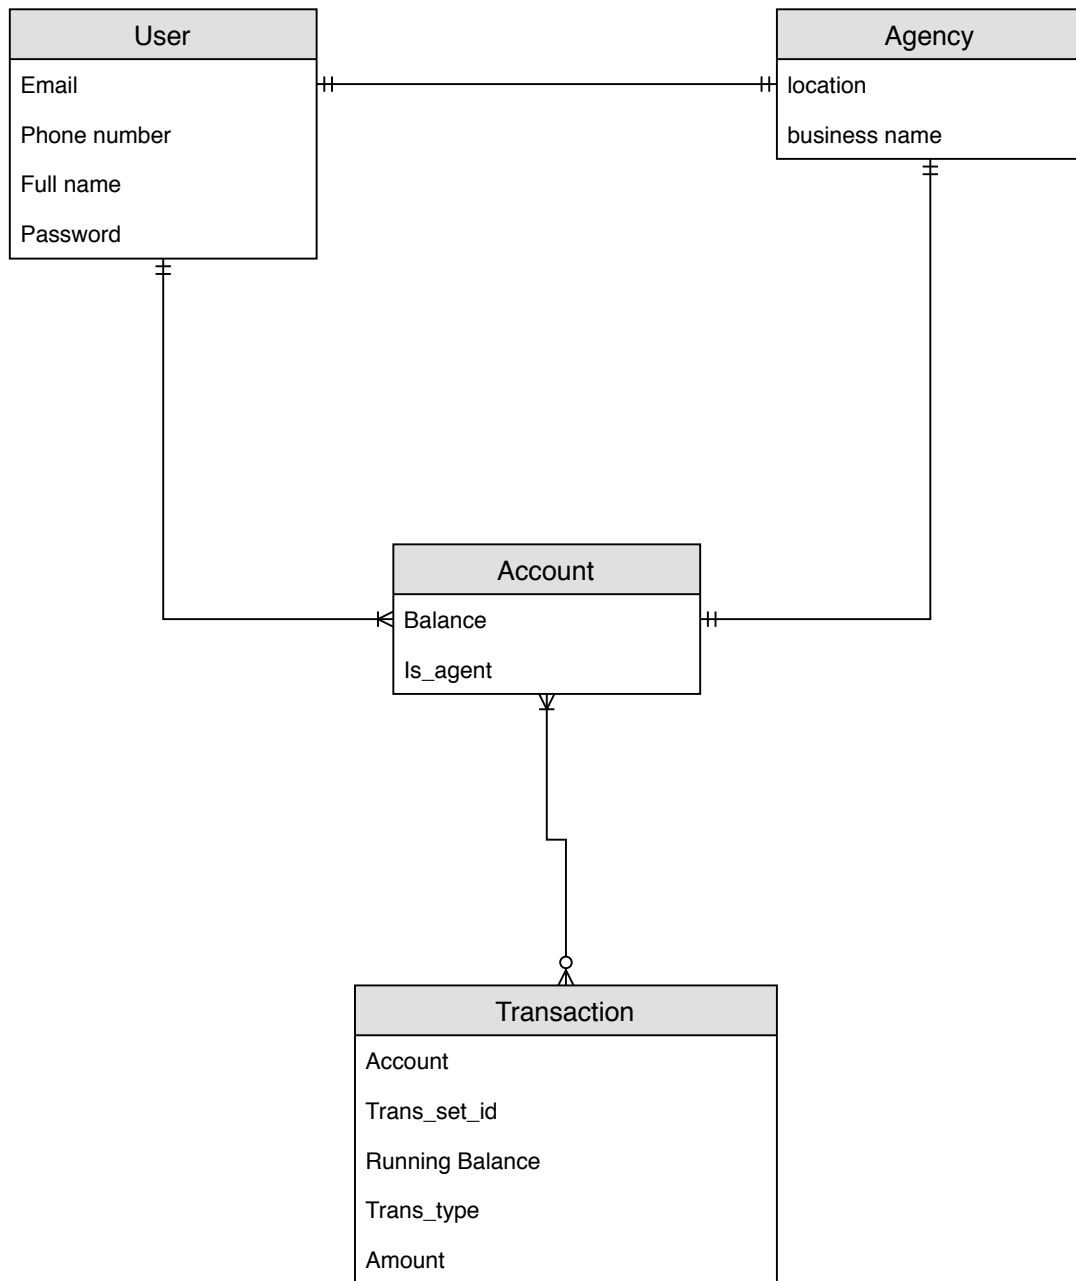 User
Email
Phone number
Full name
Password
Agency
location
business name
Account
Balance
Is_agent
Transaction
Account
Trans_set_id
Running Balance
Trans_type
Amount